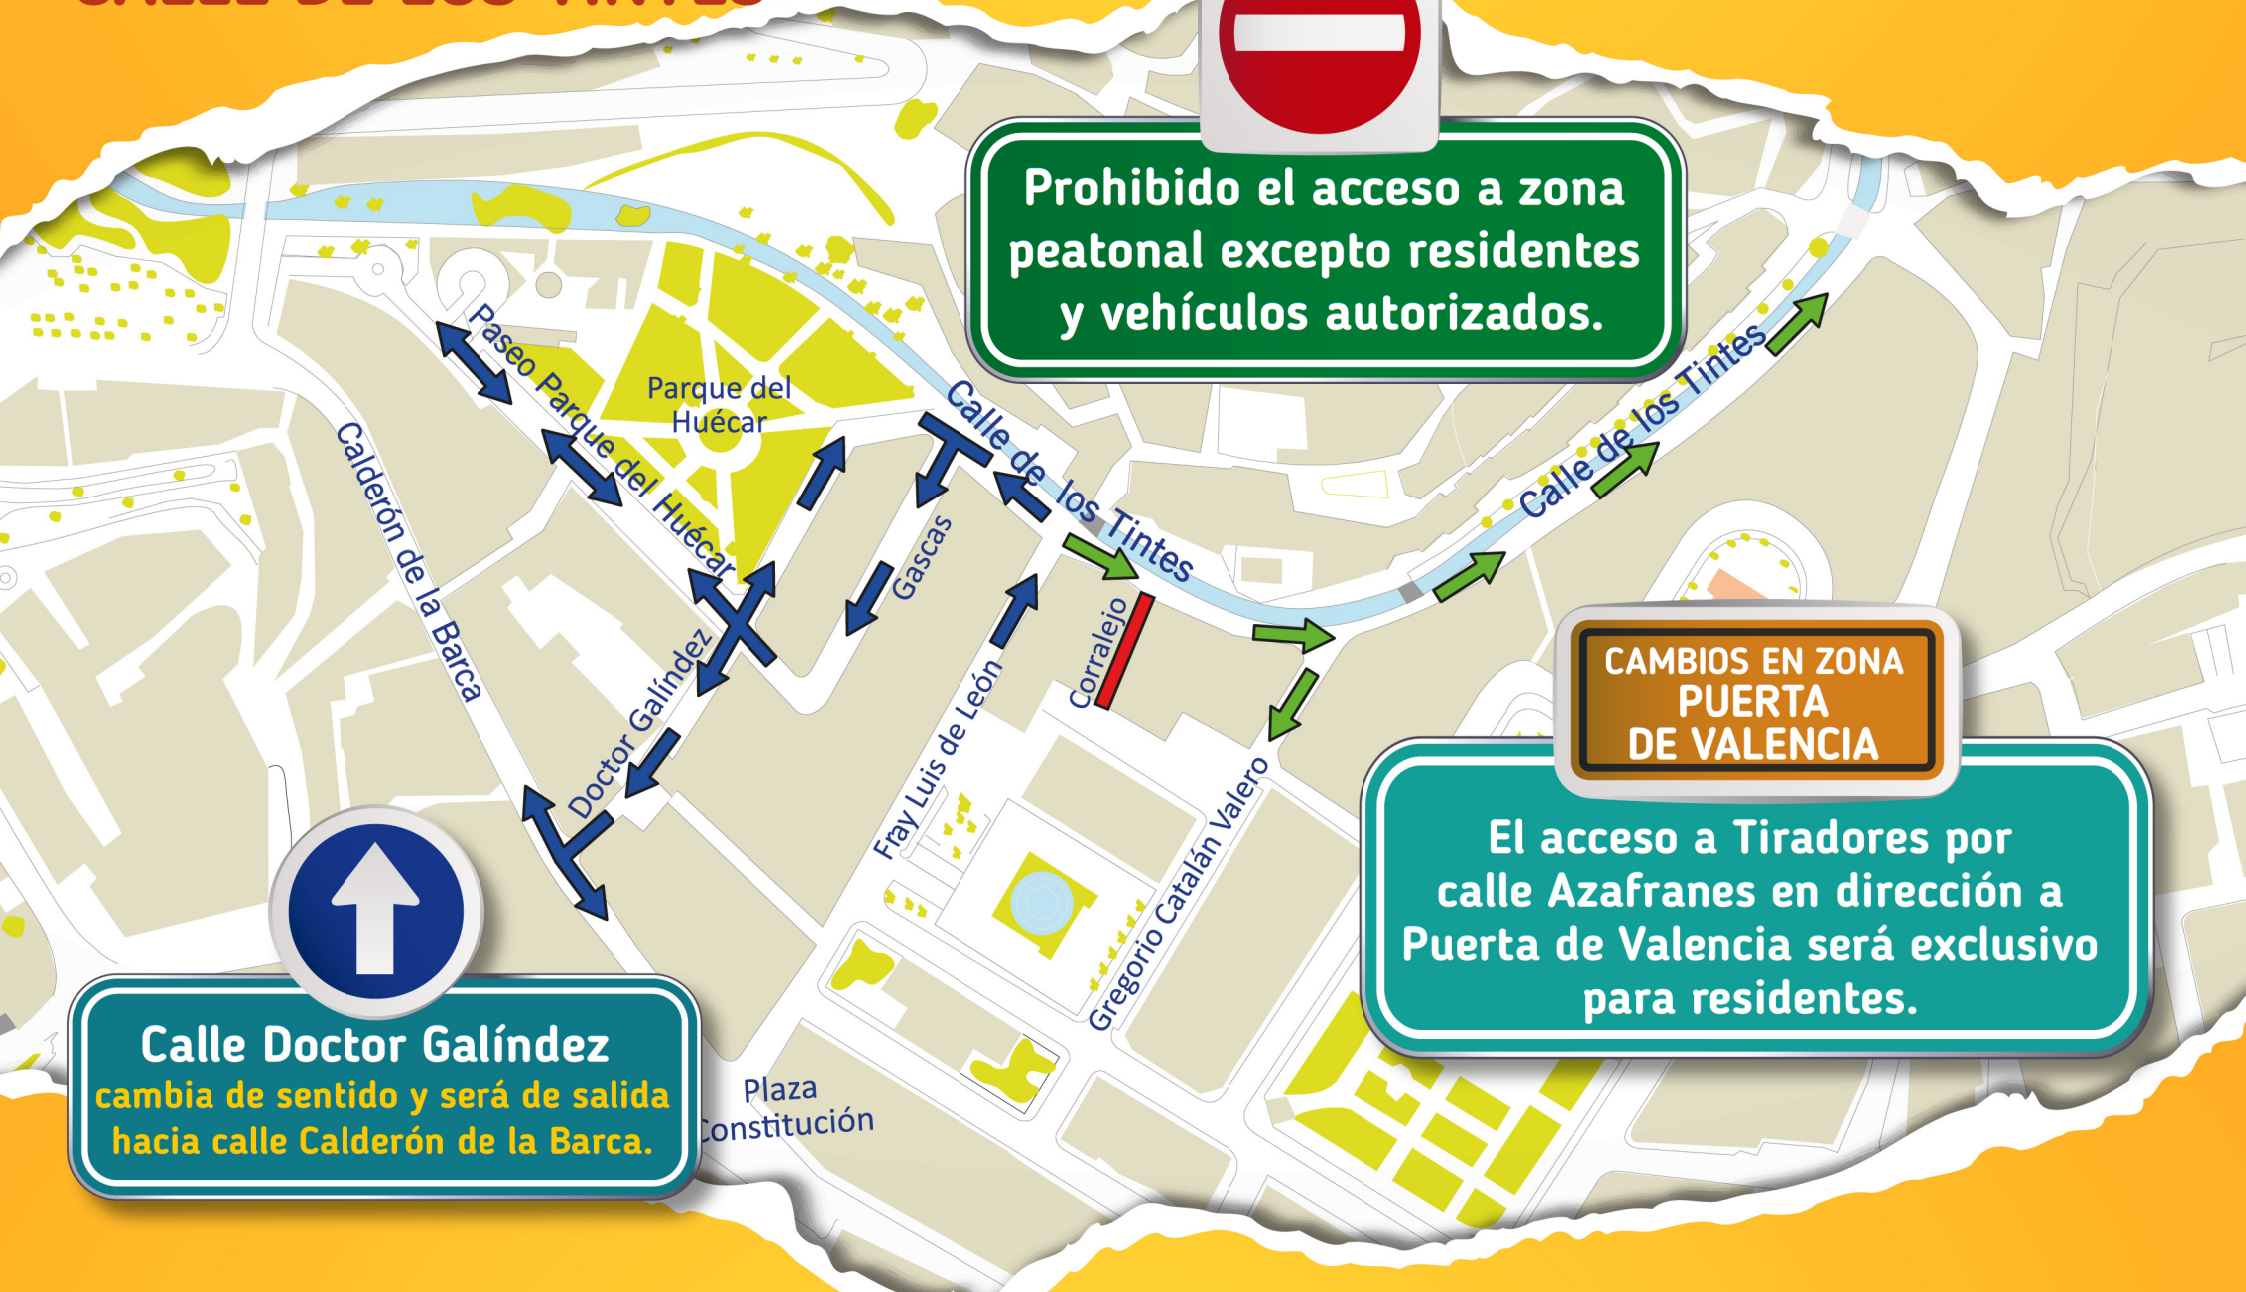 CALLE DE LOS TINTES
Prohibido el acceso a zona
peatonal excepto residentes
y vehículos autorizados.
Paseo Parque del Huécar
Parque del
Huécar
Calle de los Tintes
Calle de los Tintes
Calderón de la Barca
Gascas
Corralejo
Doctor Galíndez
Fray Luis de León
Gregorio Catalán Valero
CAMBIOS EN ZONA
PUERTA
DE VALENCIA
El acceso a Tiradores por
calle Azafranes en dirección a
Puerta de Valencia será exclusivo
para residentes.
Calle Doctor Galíndez
cambia de sentido y será de salida
hacia calle Calderón de la Barca.
Plaza
Constitución